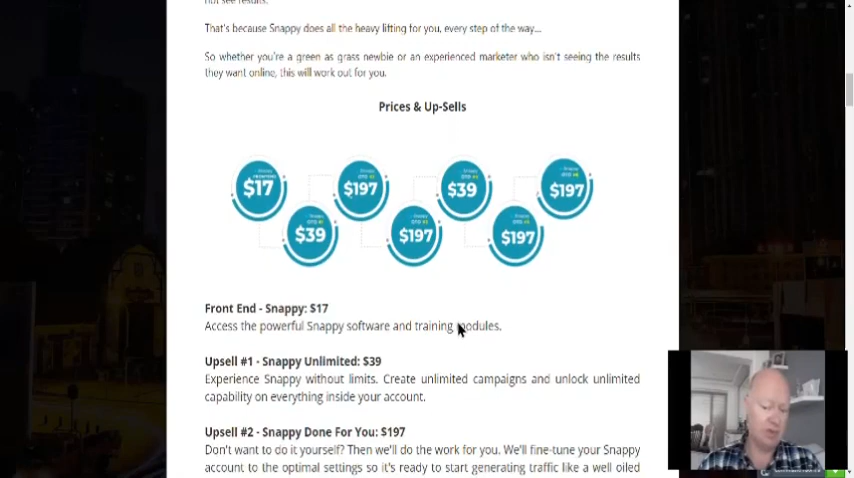 not see results.
That's because Snappy does all the heavy lifting for you, every step of the way...
So whether you're a green as grass newbie or an experienced marketer who isn't seeing the results
they want online, this will work out for you.
Prices & Up-Sells
$17
$197
$39
$197
$39
$197
$197
Front End - Snappy: $17
Access the powerful Snappy software and training modules.
Upsell #1 - Snappy Unlimited: $39
Experience Snappy without limits. Create unlimited campaigns and unlock unlimited
capability on everything inside your account.
Upsell #2 - Snappy Done For You: $197
Don't want to do it yourself? Then we'll do the work for you. We'll fine-tune your Snappy
account to the optimal settings so it's ready to start generating traffic like a well oiled